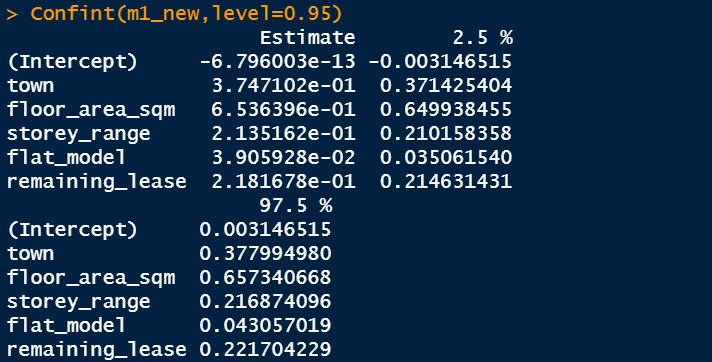 > Confint(m1_new,level=0.95)
Estimate 2.5 %
(Intercept) -6.796003e-13 -0.003146515
town 3.747102e-01 0.371425404
floor_area_sqm 6.536396e-01 0.649938455
storey_range 2.135162e-01 0.210158358
flat_model 3.905928e-02 0.035061540
remaining_lease 2.181678e-01 0.214631431
97.5 %
(Intercept) 0.003146515
town 0.377994980
floor_area_sqm 0.657340668
storey_range 0.216874096
flat_model 0.043057019
remaining_lease 0.221704229